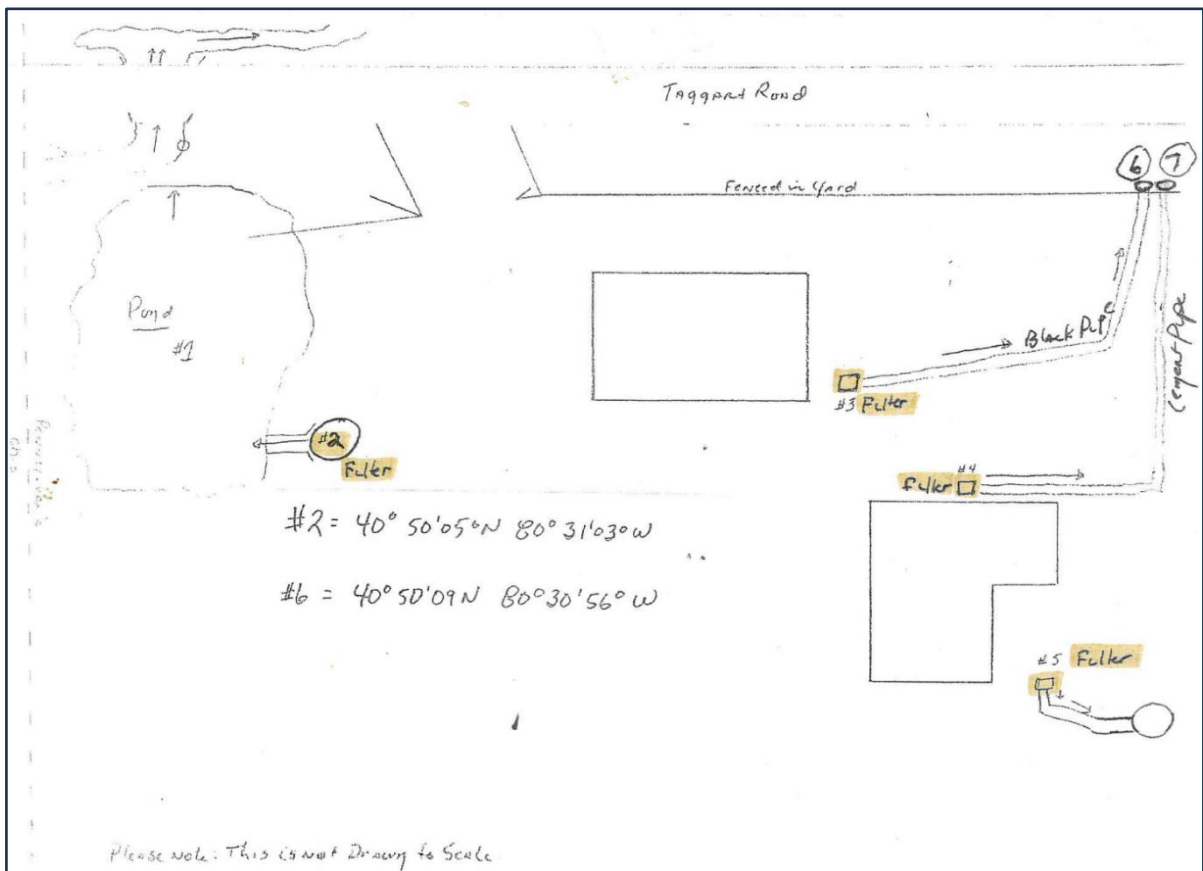 Taggart Road
6 7
Fenced in Yard
Pond
#1
Black Pipe
Cement Pipe
#3 Filter
#2
Filter
#4
Filter
#2 = 40° 50'05°N 80° 31'03°W
#6 = 40°50'09N 80°30'56°W
#5 Filter
Please Note: This is not Drawn to Scale